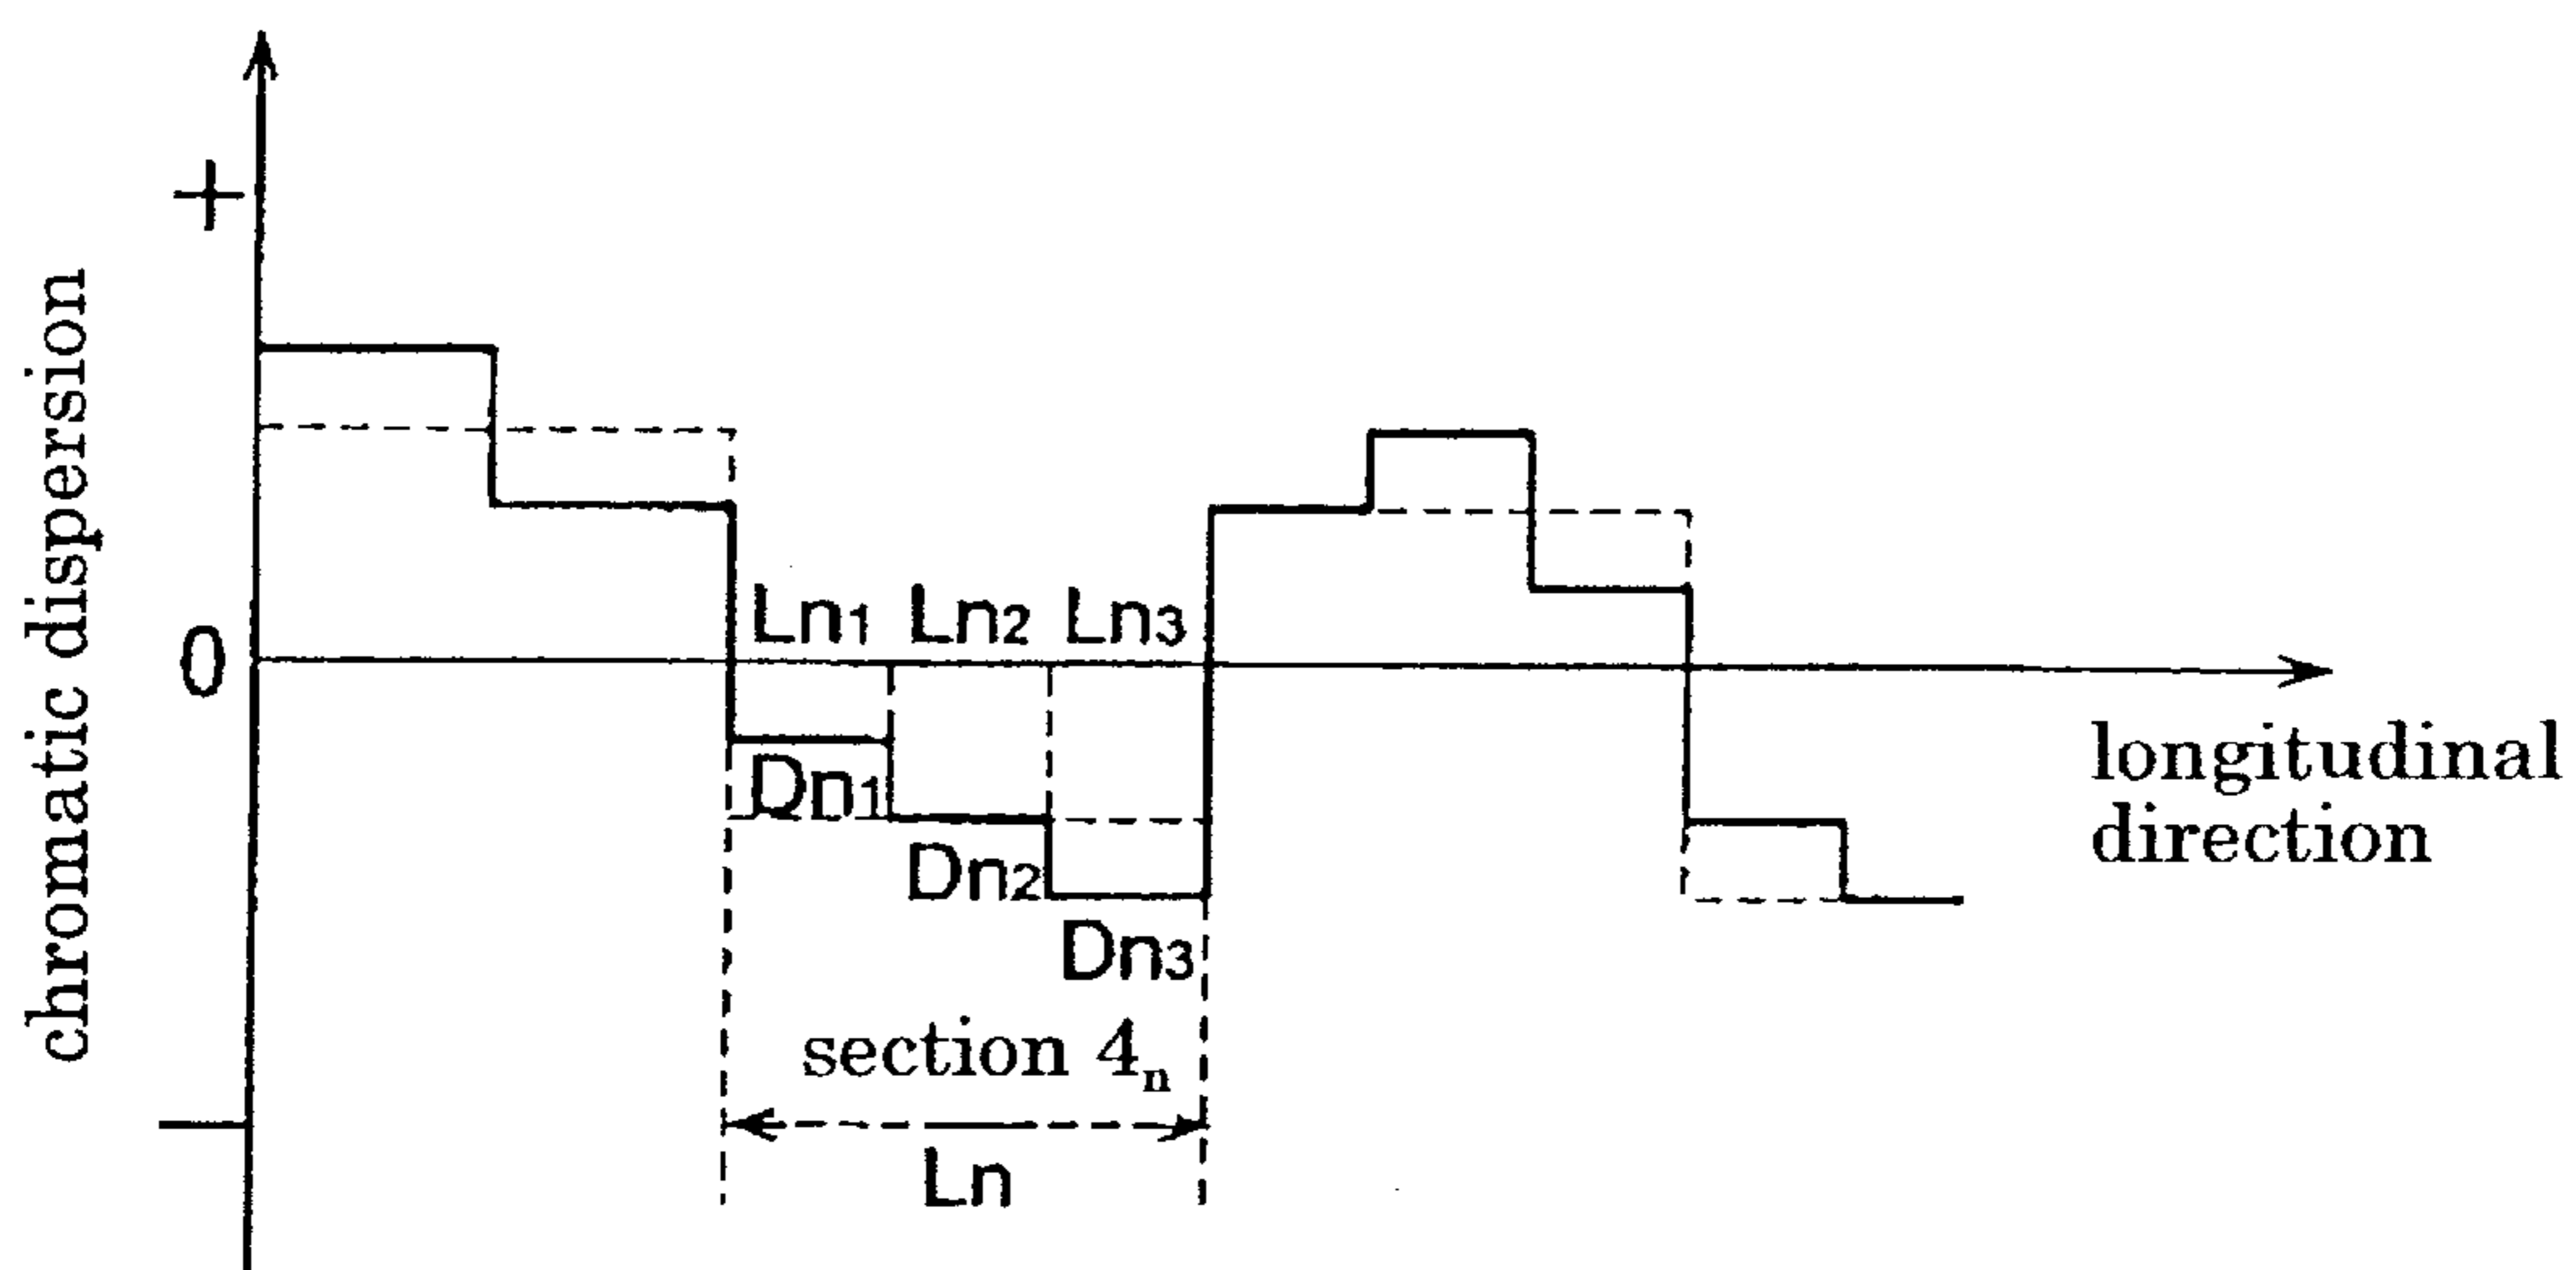 chromatic dispersion
+
0
Ln1 Ln2 Ln3
Dn1
Dn2
Dn3
section 4n
Ln
longitudinal
direction